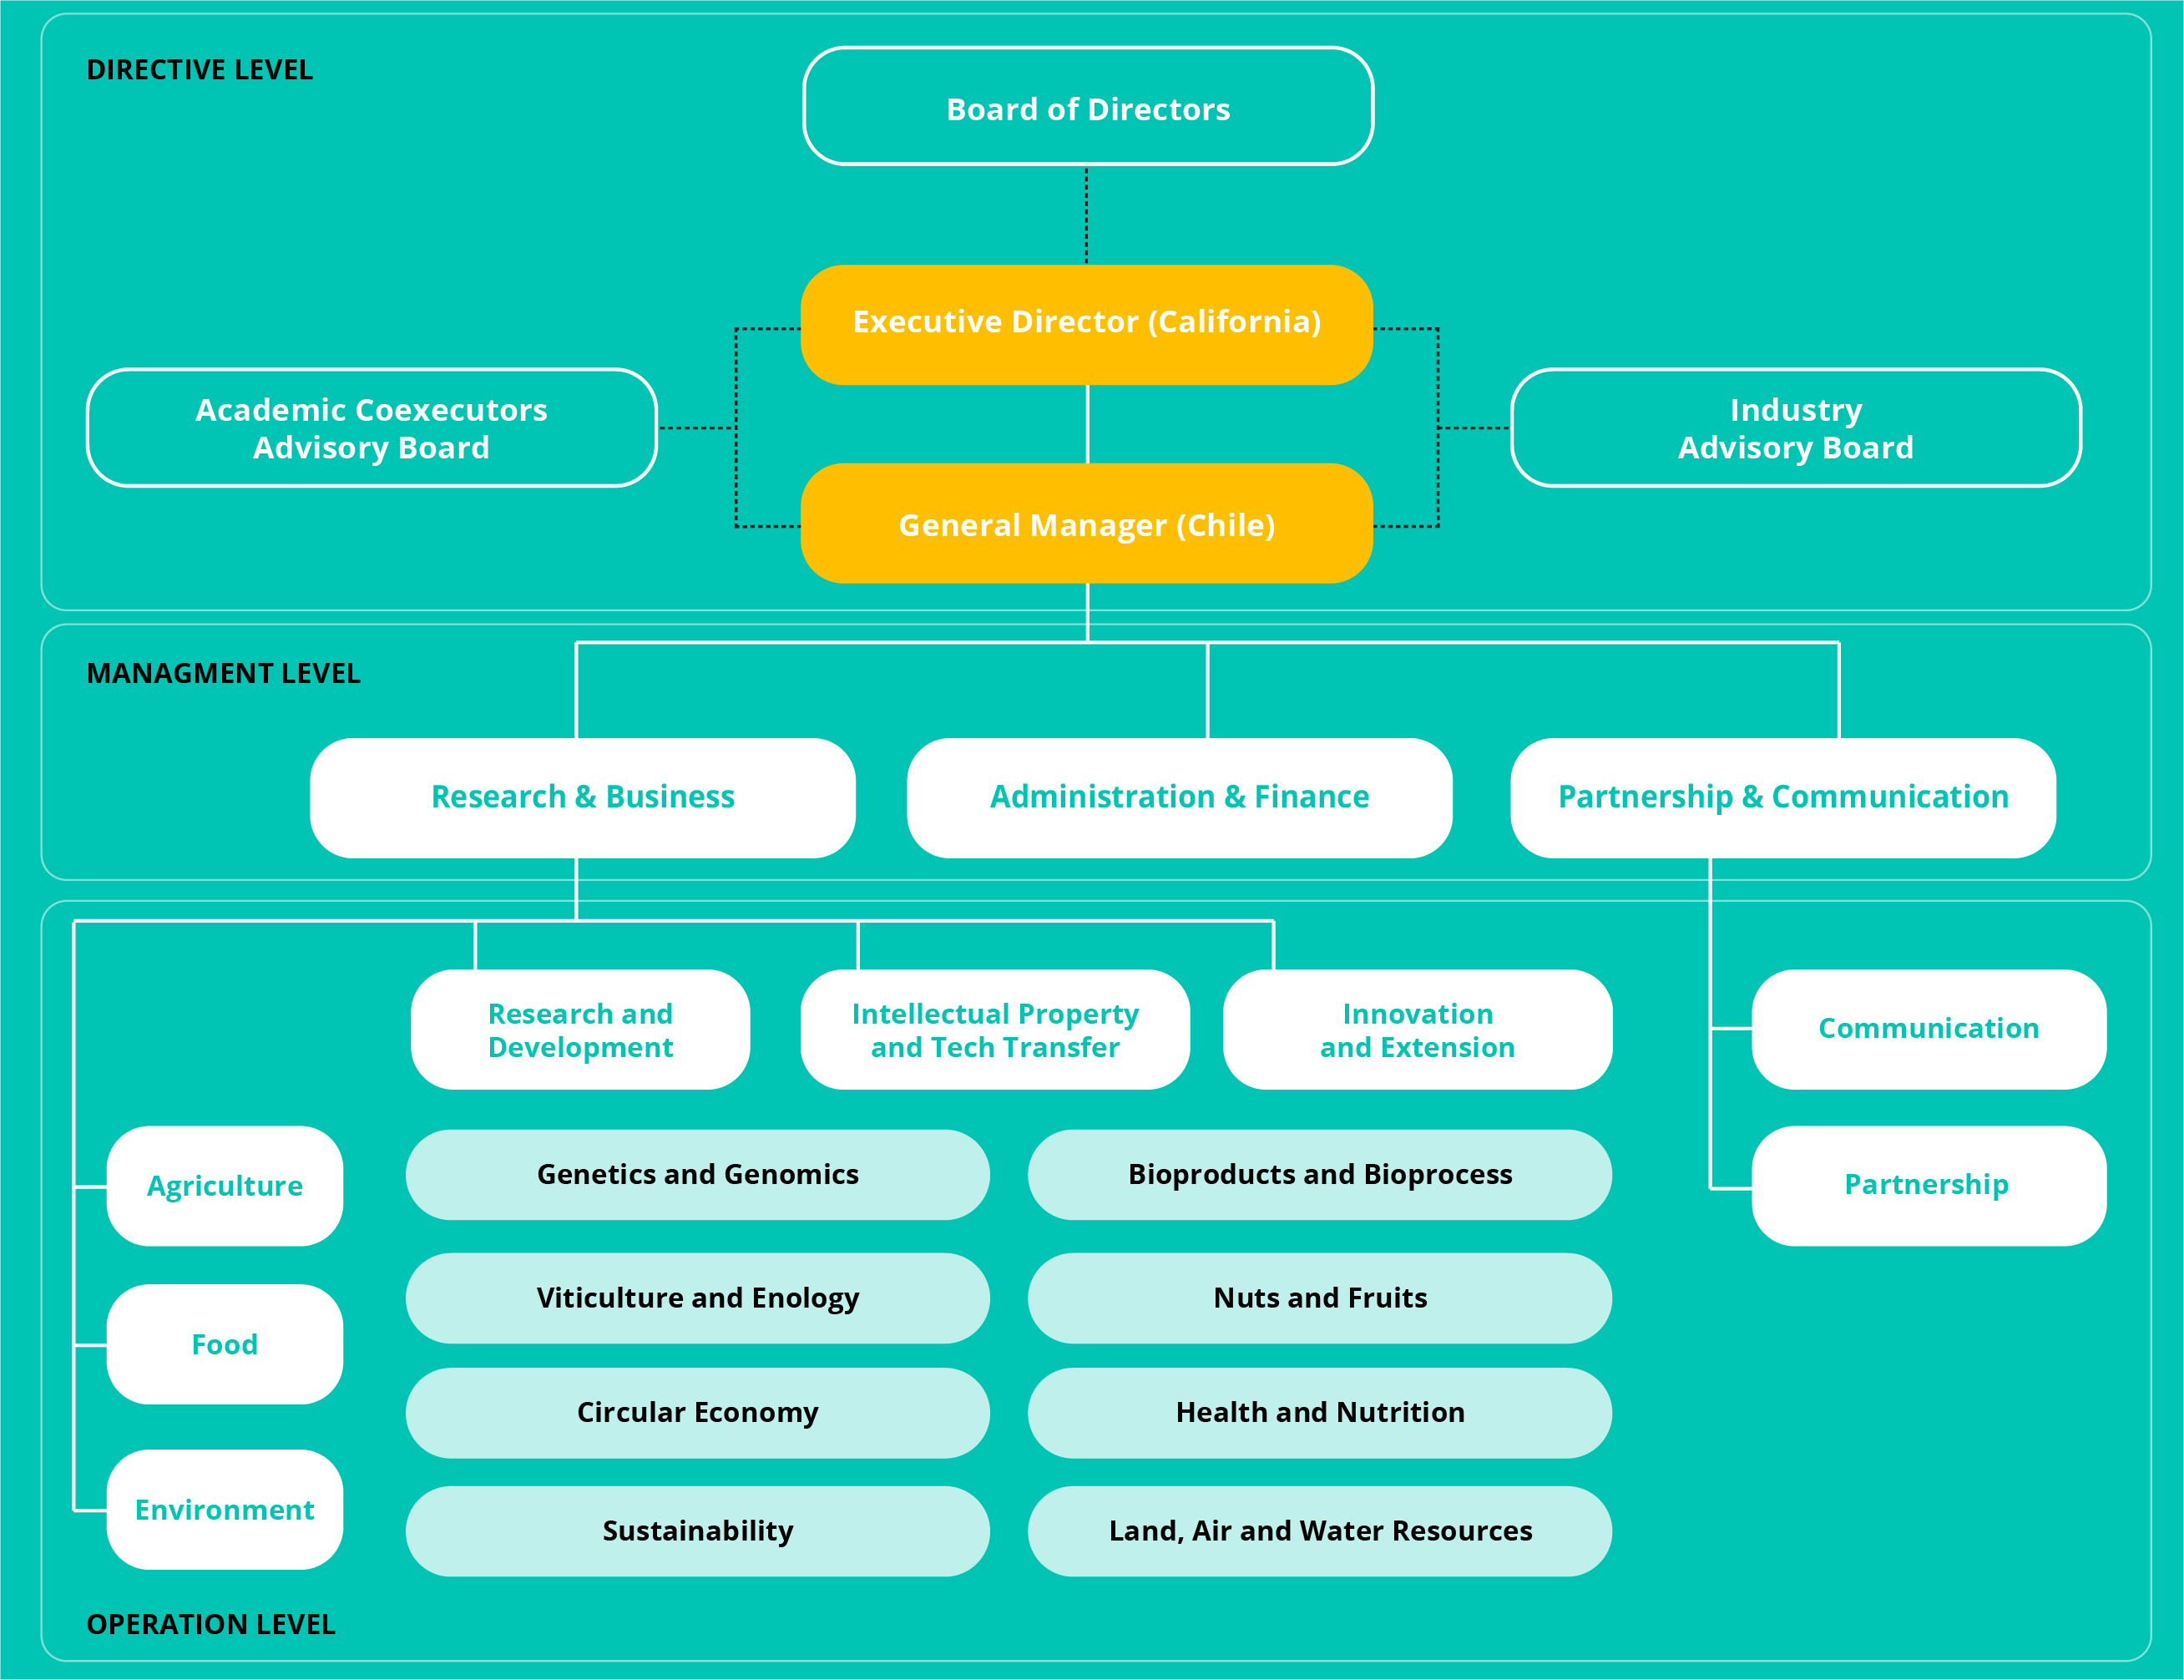 DIRECTIVE LEVEL
Board of Directors
Executive Director (California)
Academic Coexecutors
Advisory Board
Industry
Advisory Board
General Manager (Chile)
MANAGMENT LEVEL
Research & Business
Administration & Finance
Partnership & Communication
Research and
Development
Intellectual Property
and Tech Transfer
Innovation
and Extension
Communication
Agriculture
Genetics and Genomics
Bioproducts and Bioprocess
Partnership
Viticulture and Enology
Nuts and Fruits
Food
Circular Economy
Health and Nutrition
Environment
Sustainability
Land, Air and Water Resources
OPERATION LEVEL